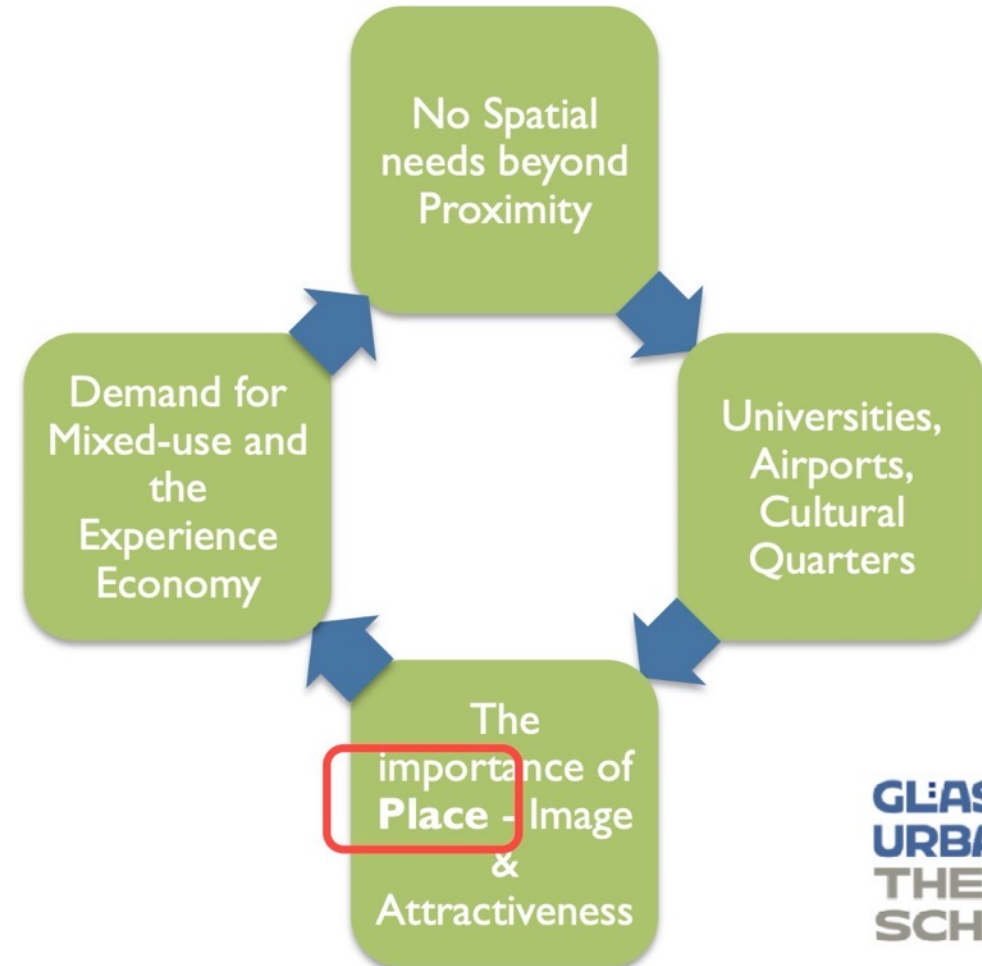 No Spatial
needs beyond
Proximity
Demand for
Mixed-use and
the
Experience
Economy
Universities,
Airports,
Cultural
Quarters
The
importance of
Place - Image
&
Attractiveness
THE